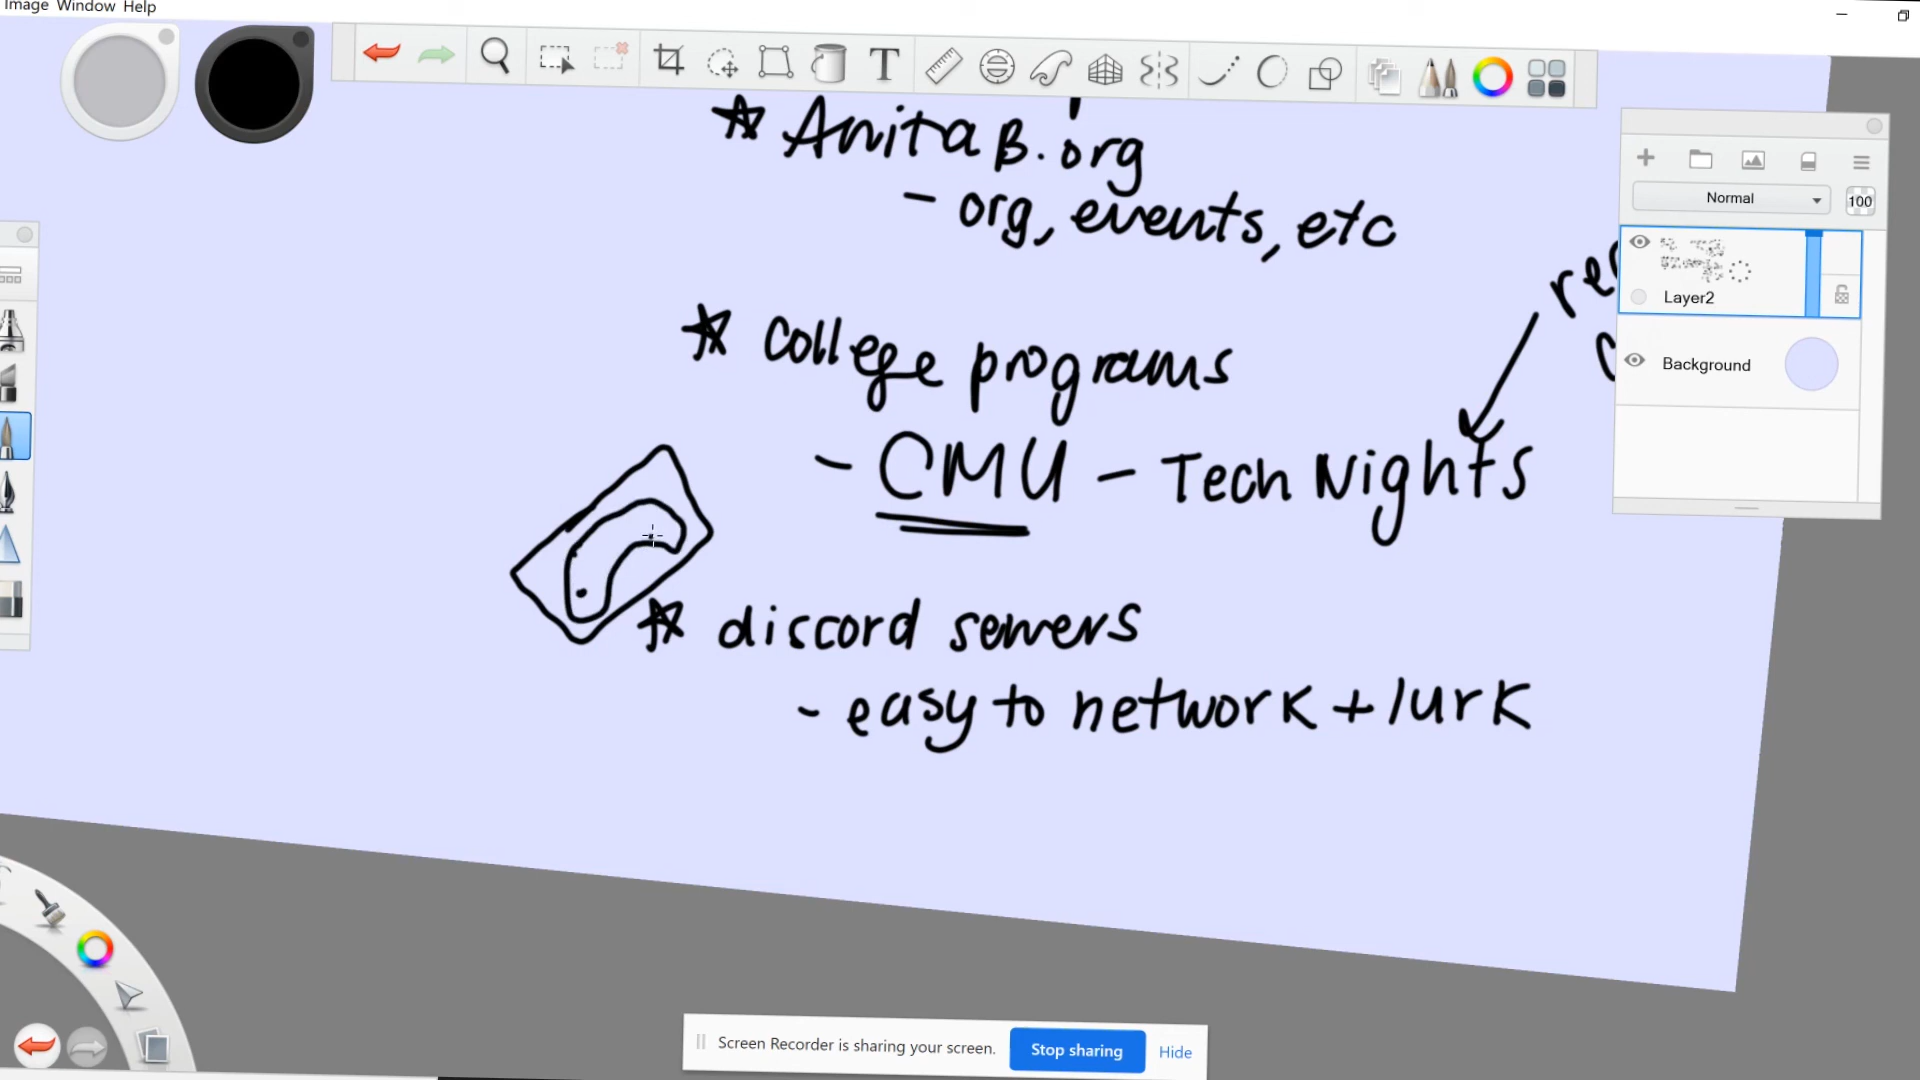 Image Window Help
T
☆ AnitaB.org
- org, events, etc
☆ college programs
- CMU - Tech Nights
☆ discord servers
- easy to network + lurk
Normal
100
Layer2
Background
Screen Recorder is sharing your screen.
Stop sharing
Hide